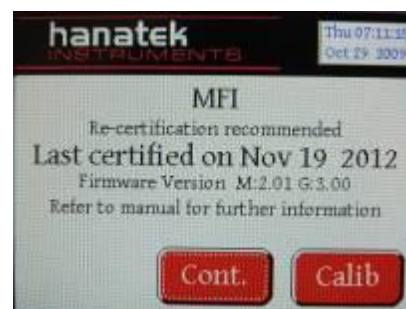 hanatek
INSTRUMENTS
Thu 07:11:
Oct 29 2009
MFI
Re-certification recommended
Last certified on Nov 19 2012
Firmware Version M:2.01 G:3.00
Refer to manual for further information
Cont.
Calib